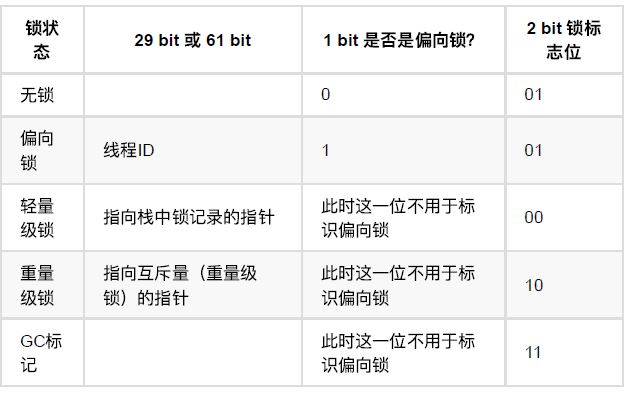 锁状
态
29 bit 或 61 bit
1 bit 是否是偏向锁？
2 bit 锁标
志位
无锁
0
01
偏向
锁
线程ID
1
01
轻量
级锁
指向栈中锁记录的指针
此时这一位不用于标
识偏向锁
00
重量
级锁
指向互斥量（重量级
锁）的指针
此时这一位不用于标
识偏向锁
10
GC标
记
此时这一位不用于标
识偏向锁
11